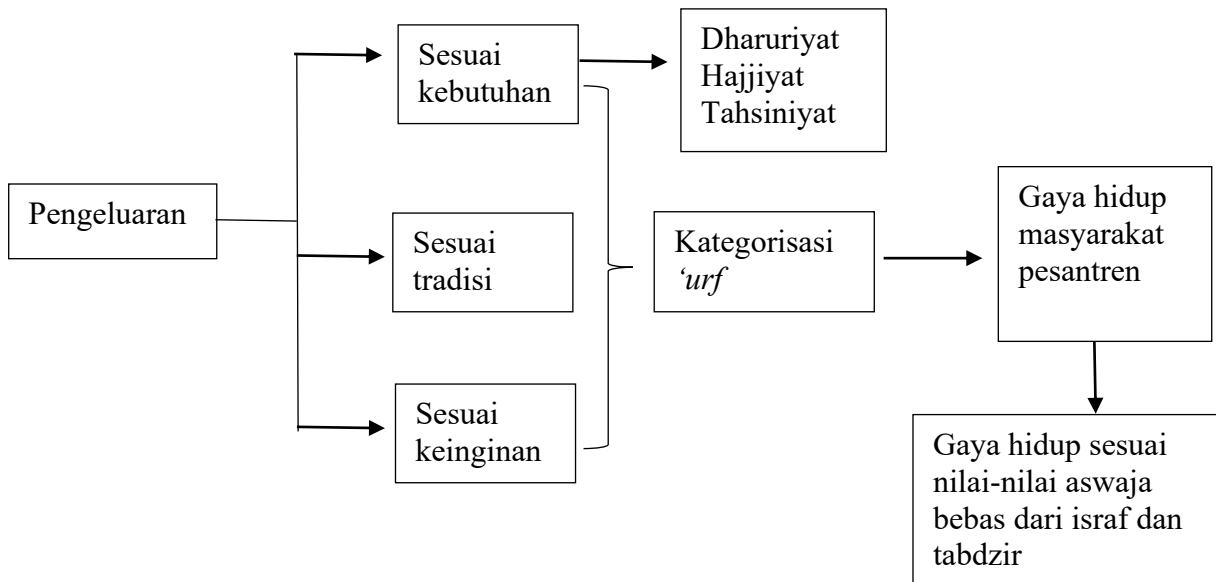 Pengeluaran
Sesuai
kebutuhan
Dharuriyat
Hajjiyat
Tahsiniyat
Sesuai
tradisi
Sesuai
keinginan
Kategorisasi
‘urf
Gaya hidup
masyarakat
pesantren
Gaya hidup sesuai
nilai-nilai aswaja
bebas dari israf dan
tabdzir